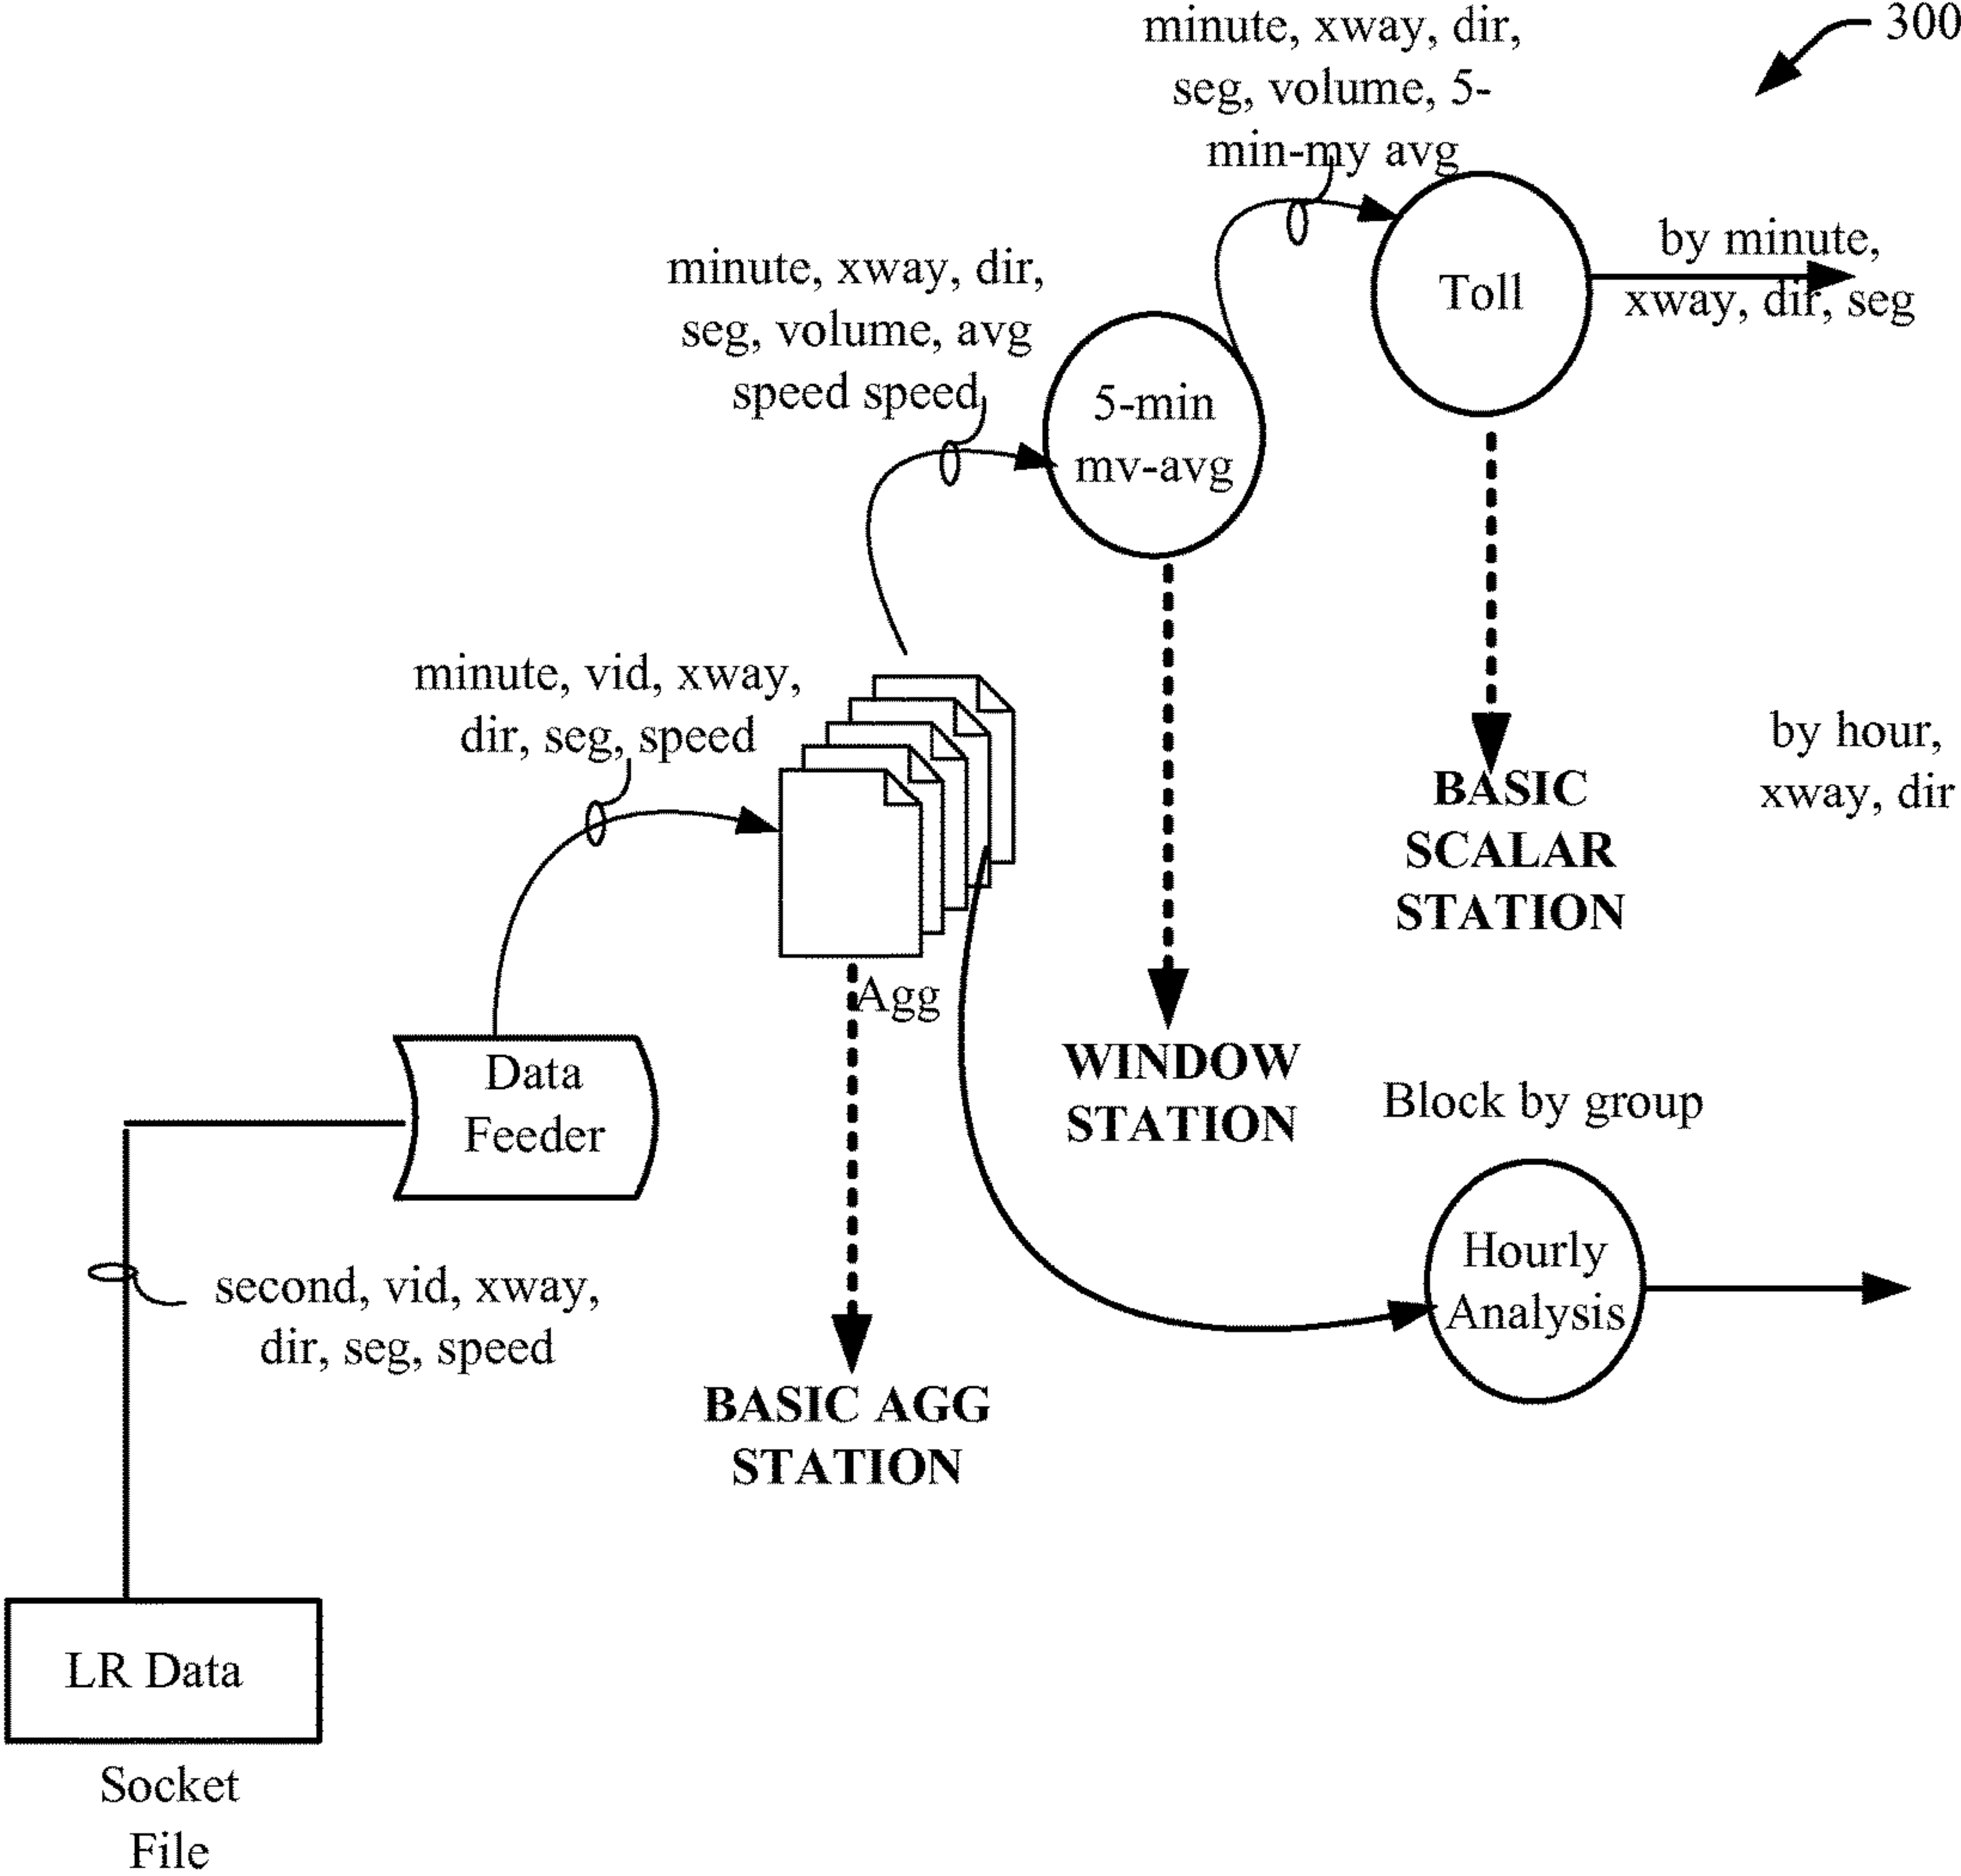 300
minute, xway, dir,
seg, volume, 5-
min-my avg
Toll
by minute,
xway, dir, seg
minute, xway, dir,
seg, volume, avg
speed speed
5-min
mv-avg
minute, vid, xway,
dir, seg, speed
Agg
BASIC
SCALAR
STATION
by hour,
xway, dir
WINDOW
STATION
Block by group
Data
Feeder
Hourly
Analysis
second, vid, xway,
dir, seg, speed
BASIC AGG
STATION
LR Data
Socket
File